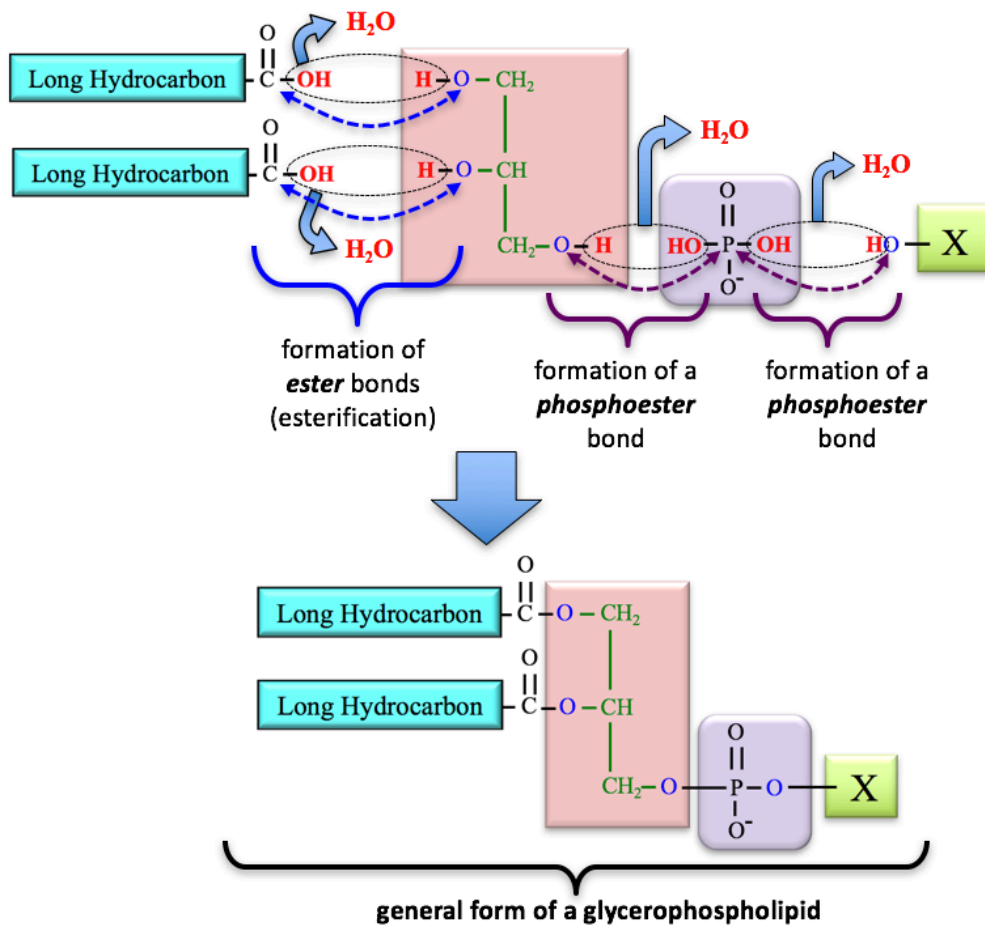 H₂O
O
Long Hydrocarbon C OH H O CH₂
O
Long Hydrocarbon C OH H O CH
H₂O
H₂O
H₂O
O
CH₂ O H HO P OH HO X
O⁻
formation of
ester bonds
(esterification)
formation of a
phosphoester
bond
formation of a
phosphoester
bond
O
Long Hydrocarbon C O CH₂
O
Long Hydrocarbon C O CH
O
CH₂ O P O X
O⁻
general form of a glycerophospholipid